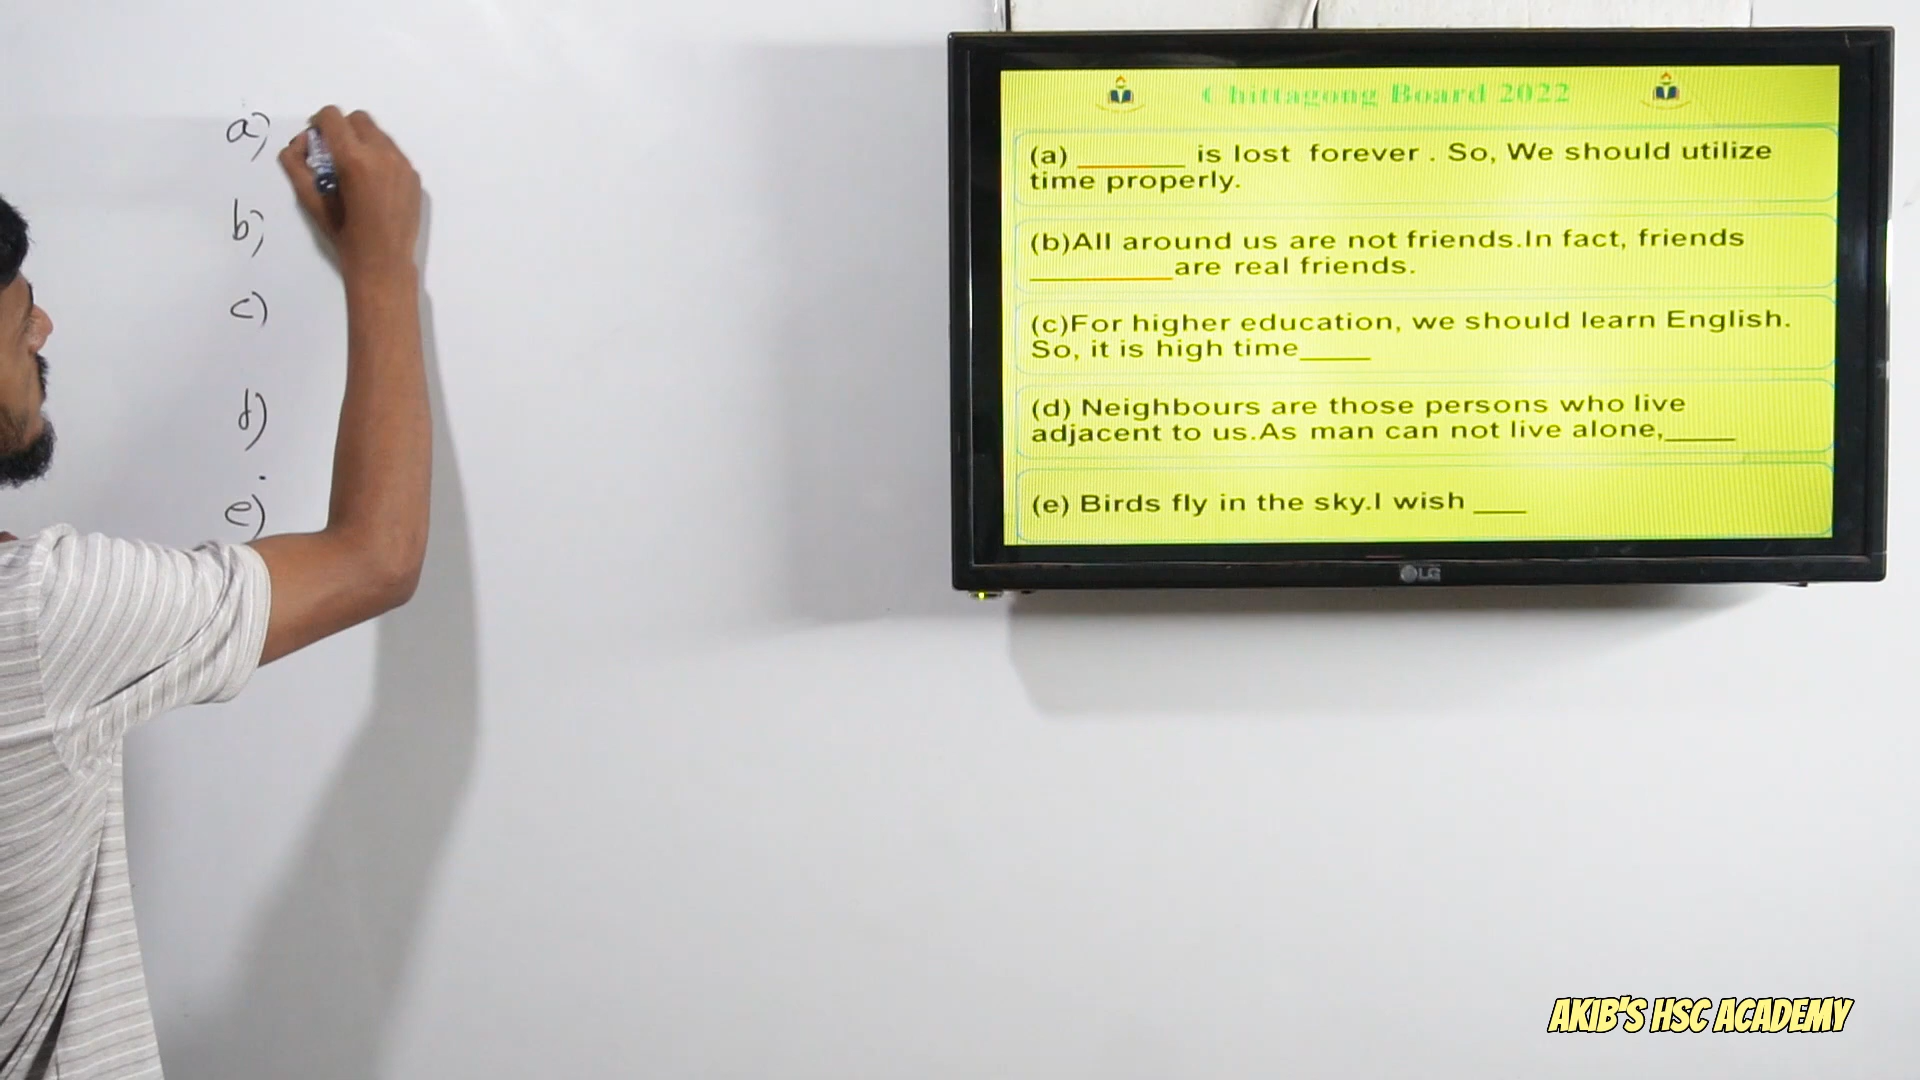 a)
b)
c)
d)
e)
Chittagong Board 2022
(a) ________ is lost forever . So, We should utilize
time properly.
(b)All around us are not friends.In fact, friends
__________are real friends.
(c)For higher education, we should learn English.
So, it is high time_____
(d) Neighbours are those persons who live
adjacent to us.As man can not live alone,_____
(e) Birds fly in the sky.I wish ____
LG
AKIB'S HSC ACADEMY